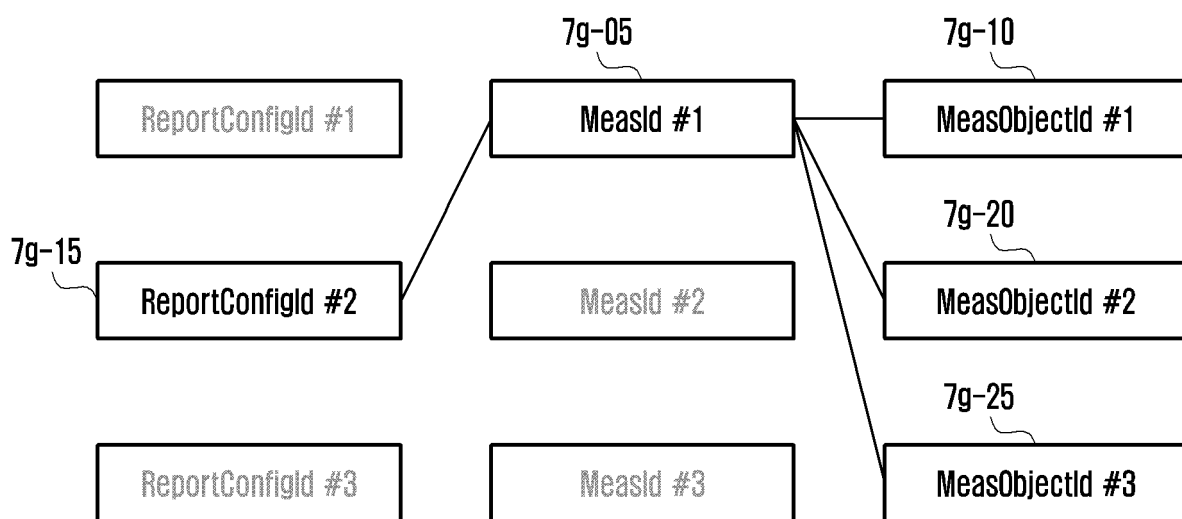 7g-05
7g-10
ReportConfigId #1
MeasId #1
MeasObjectId #1
7g-20
7g-15
ReportConfigId #2
MeasId #2
MeasObjectId #2
7g-25
ReportConfigId #3
MeasId #3
MeasObjectId #3